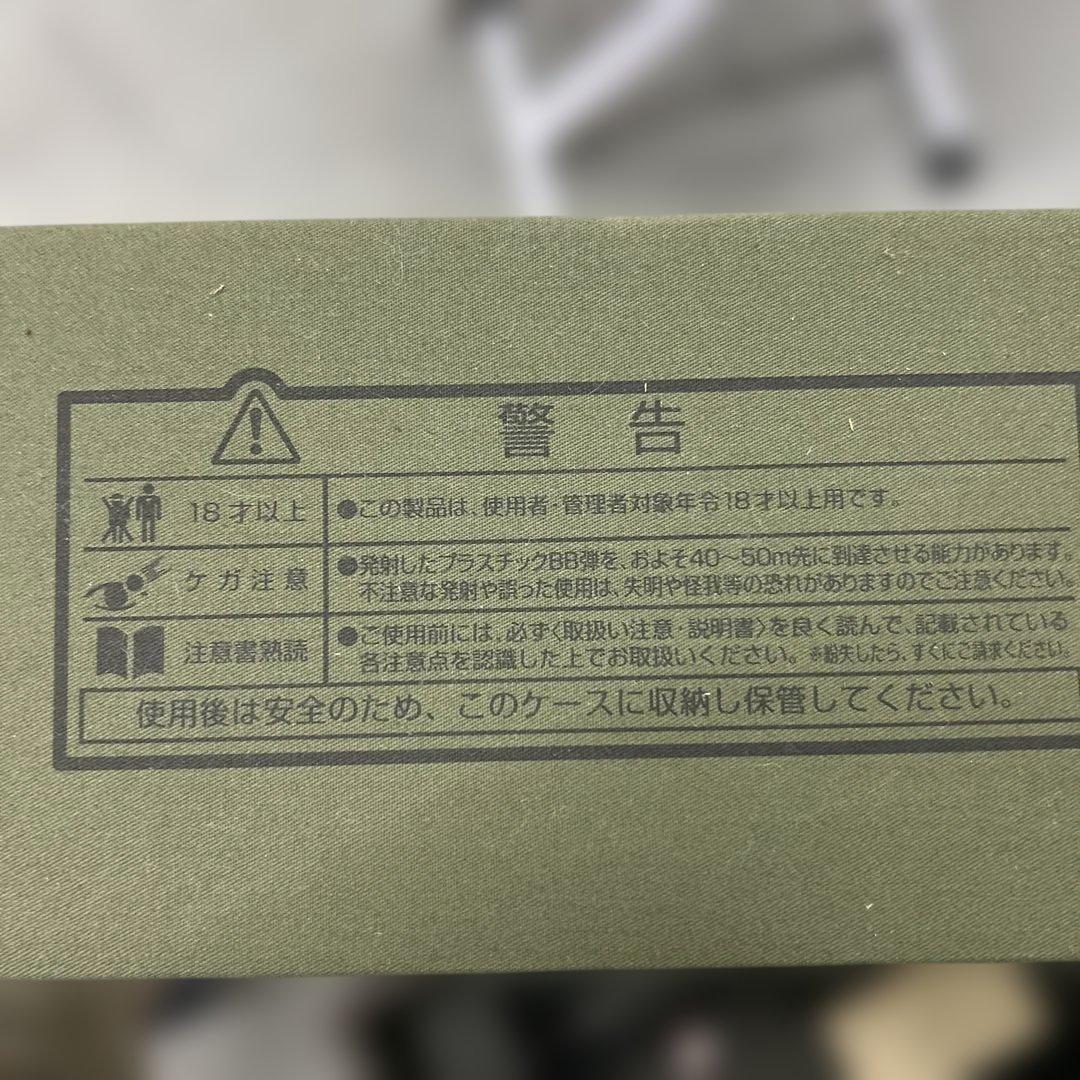 警告
18才以上
●この製品は、使用者・管理者対象年令18才以上用です。
ケガ注意
●発射したプラスチックBB弾を、およそ40〜50m先に到達させる能力があります。
不注意な発射や誤った使用は、失明や怪我等の恐れがありますのでご注意ください。
注意書熟読
●ご使用前には、必ず〈取扱い注意・説明書〉を良く読んで、記載されている
各注意点を認識した上でお取扱いください。※紛失したら、すぐにご請求ください。
使用後は安全のため、このケースに収納し保管してください。